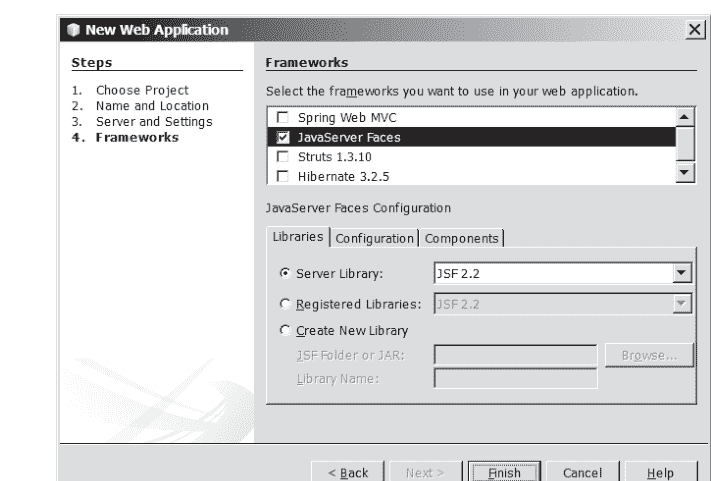 New Web Application
Steps
1. Choose Project
2. Name and Location
3. Server and Settings
4. Frameworks
Frameworks
Select the frameworks you want to use in your web application.
Spring Web MVC
JavaServer Faces
Struts 1.3.10
Hibernate 3.2.5
JavaServer Faces Configuration
Libraries Configuration Components
Server Library: JSF 2.2
Registered Libraries: JSF 2.2
Create New Library
JSF Folder or JAR: Browse...
Library Name:
< Back Next > Finish Cancel Help